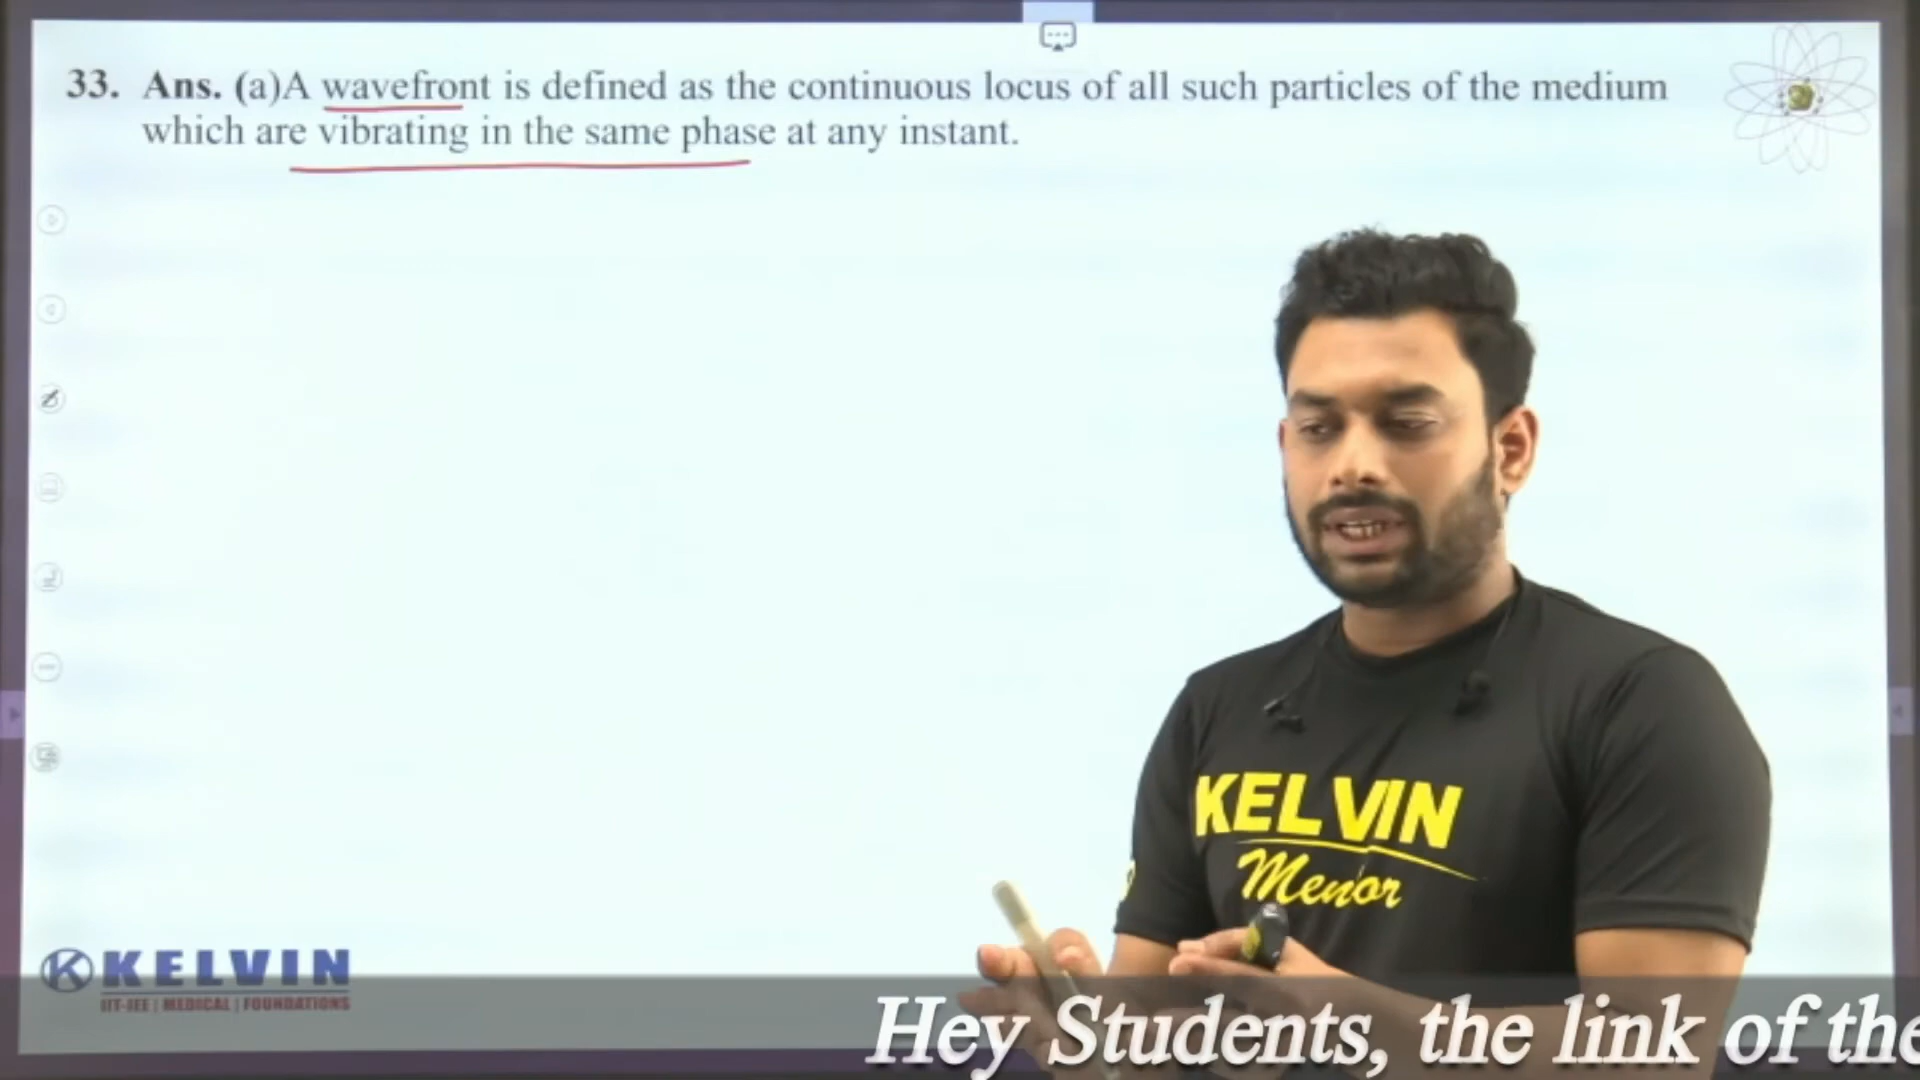 33. Ans. (a)A wavefront is defined as the continuous locus of all such particles of the medium
which are vibrating in the same phase at any instant.
KELVIN
Mentor
KELVIN
IIT-JEE | MEDICAL | FOUNDATIONS
Hey Students, the link of the